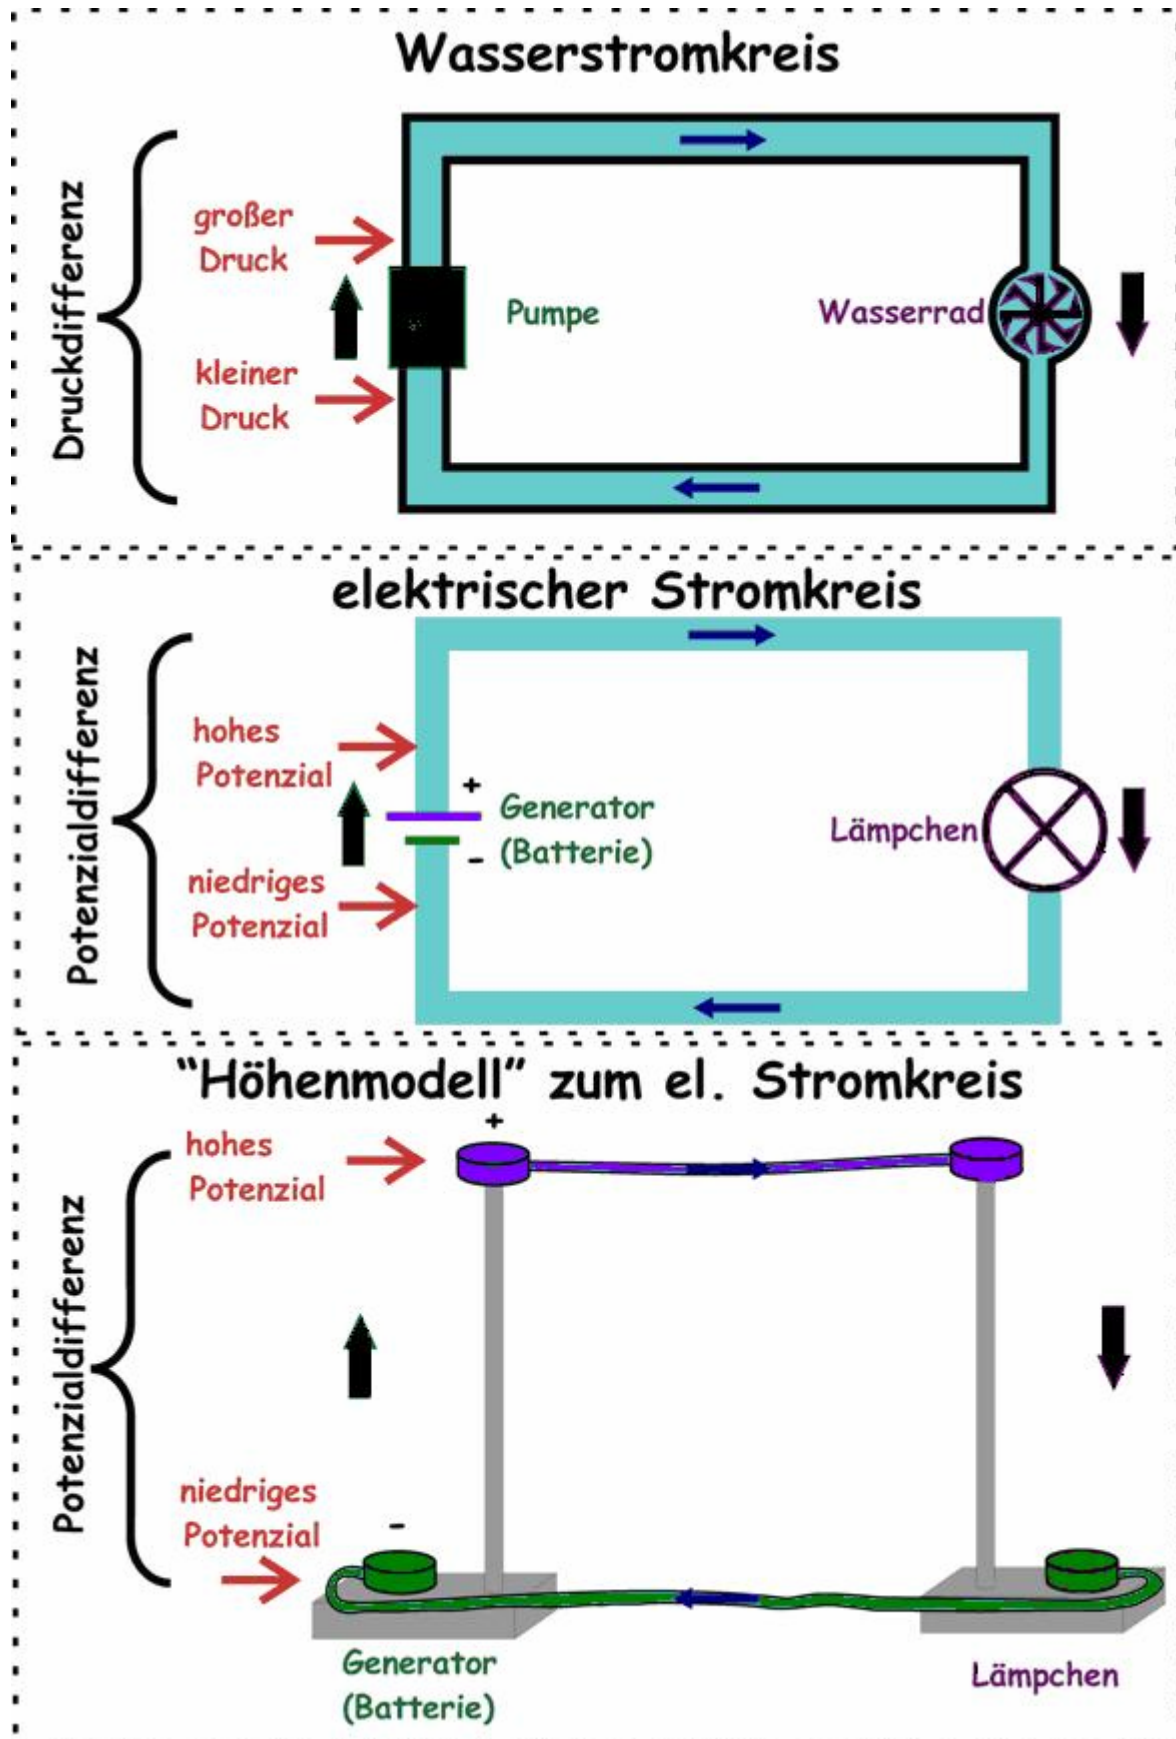 Wasserstromkreis
Druckdifferenz
großer
Druck
kleiner
Druck
Pumpe
Wasserrad
elektrischer Stromkreis
Potenzialdifferenz
hohes
Potenzial
niedriges
Potenzial
+
-
Generator
(Batterie)
Lämpchen
“Höhenmodell” zum el. Stromkreis
Potenzialdifferenz
hohes
Potenzial
+
niedriges
Potenzial
-
Generator
(Batterie)
Lämpchen